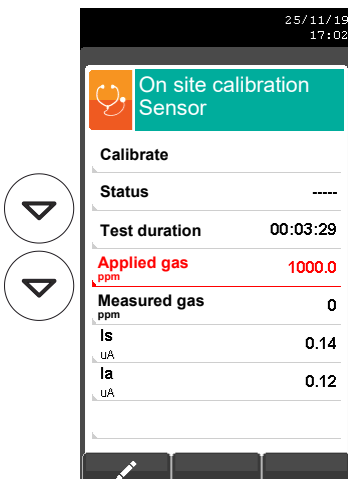 25/11/19
17:02
On site calibration
Sensor
Calibrate
Status -----
Test duration 00:03:29
Applied gas 1000.0
ppm
Measured gas 0
ppm
Is 0.14
uA
Ia 0.12
uA